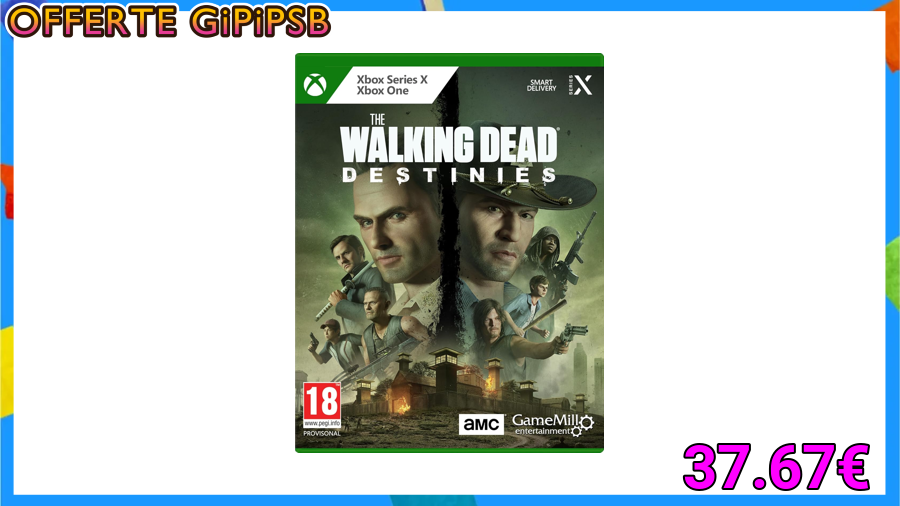 OFFERTE GiPiPSB
Xbox Series X
Xbox One
SMART
DELIVERY
SERIES X
THE
WALKING DEAD
DESTINIES
18
www.pegi.info
PROVISONAL
aMC
GameMill
entertainment
37.67€